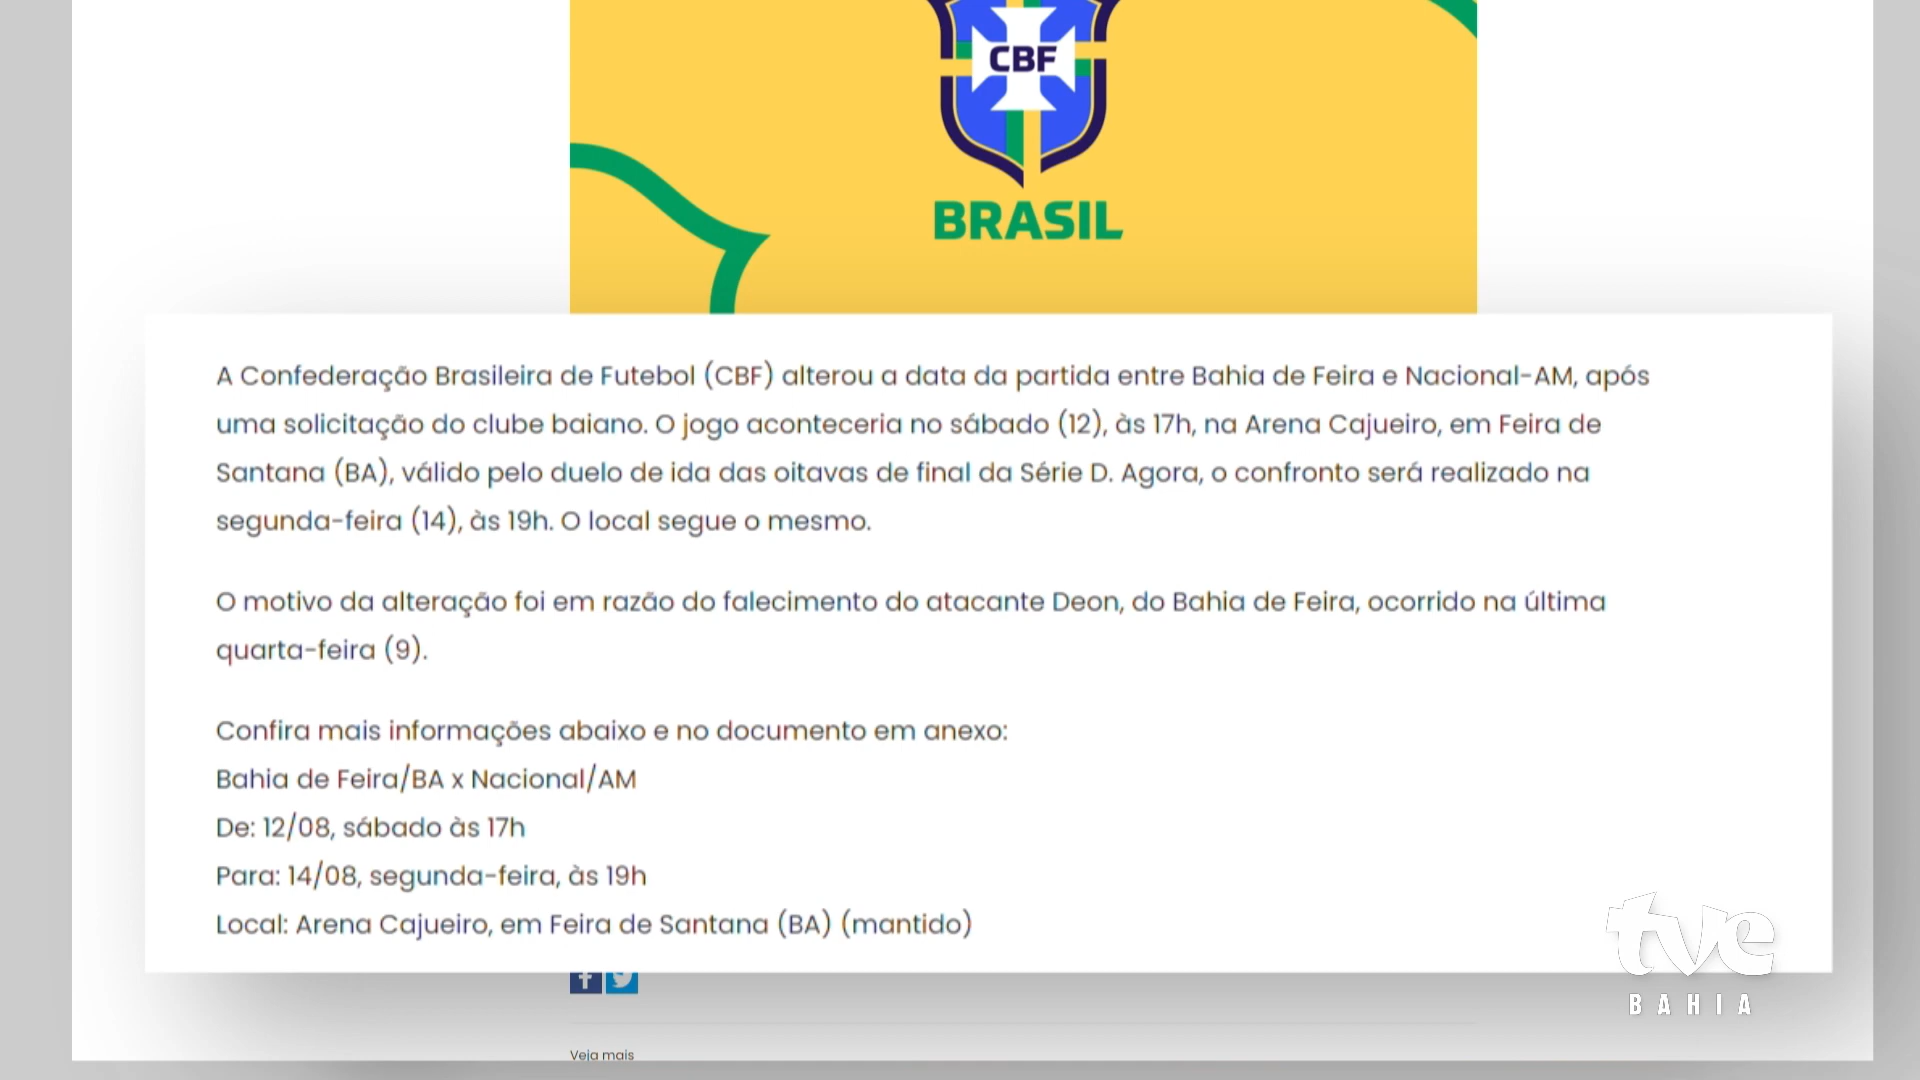 CBF
BRASIL
A Confederação Brasileira de Futebol (CBF) alterou a data da partida entre Bahia de Feira e Nacional-AM, após
uma solicitação do clube baiano. O jogo aconteceria no sábado (12), às 17h, na Arena Cajueiro, em Feira de
Santana (BA), válido pelo duelo de ida das oitavas de final da Série D. Agora, o confronto será realizado na
segunda-feira (14), às 19h. O local segue o mesmo.
O motivo da alteração foi em razão do falecimento do atacante Deon, do Bahia de Feira, ocorrido na última
quarta-feira (9).
Confira mais informações abaixo e no documento em anexo:
Bahia de Feira/BA x Nacional/AM
De: 12/08, sábado às 17h
Para: 14/08, segunda-feira, às 19h
Local: Arena Cajueiro, em Feira de Santana (BA) (mantido)
tve
BAHIA
Veja mais